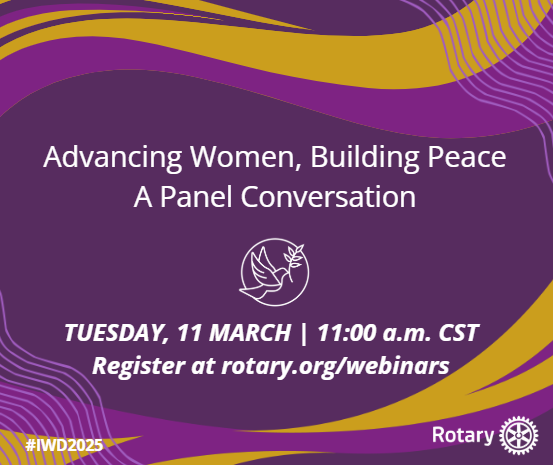 Advancing Women, Building Peace
A Panel Conversation
TUESDAY, 11 MARCH | 11:00 a.m. CST
Register at rotary.org/webinars
#IWD2025
Rotary